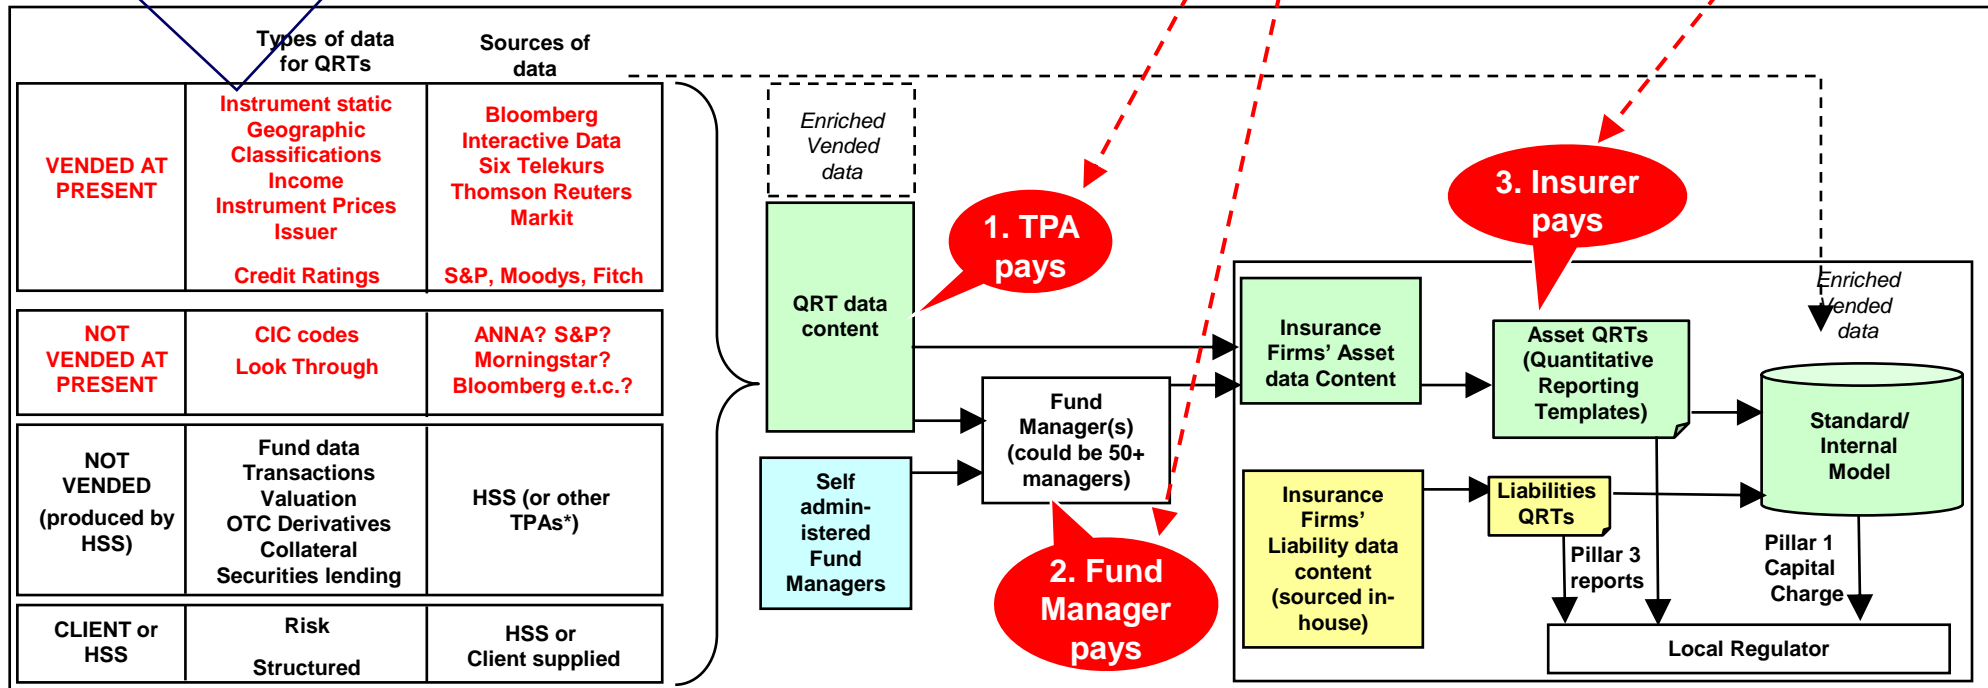 Types of data
for QRTs
Sources of
data
VENDED AT
PRESENT
Instrument static
Geographic
Classifications
Income
Instrument Prices
Issuer
Credit Ratings
Bloomberg
Interactive Data
Six Telekurs
Thomson Reuters
Markit
S&P, Moodys, Fitch
NOT
VENDED AT
PRESENT
CIC codes
Look Through
ANNA? S&P?
Morningstar?
Bloomberg e.t.c.?
NOT
VENDED
(produced by
HSS)
Fund data
Transactions
Valuation
OTC Derivatives
Collateral
Securities lending
HSS (or other
TPAs*)
CLIENT or
HSS
Risk
Structured
HSS or
Client supplied
Enriched
Vended
data
QRT data
content
Self
admin-
istered
Fund
Managers
1. TPA
pays
Fund
Manager(s)
(could be 50+
managers)
2. Fund
Manager
pays
3. Insurer
pays
Insurance
Firms' Asset
data Content
Asset QRTs
(Quantitative
Reporting
Templates)
Enriched
Vended
data
Standard/
Internal
Model
Insurance
Firms'
Liability data
content
(sourced in-
house)
Liabilities
QRTs
Pillar 3
reports
Pillar 1
Capital
Charge
Local Regulator